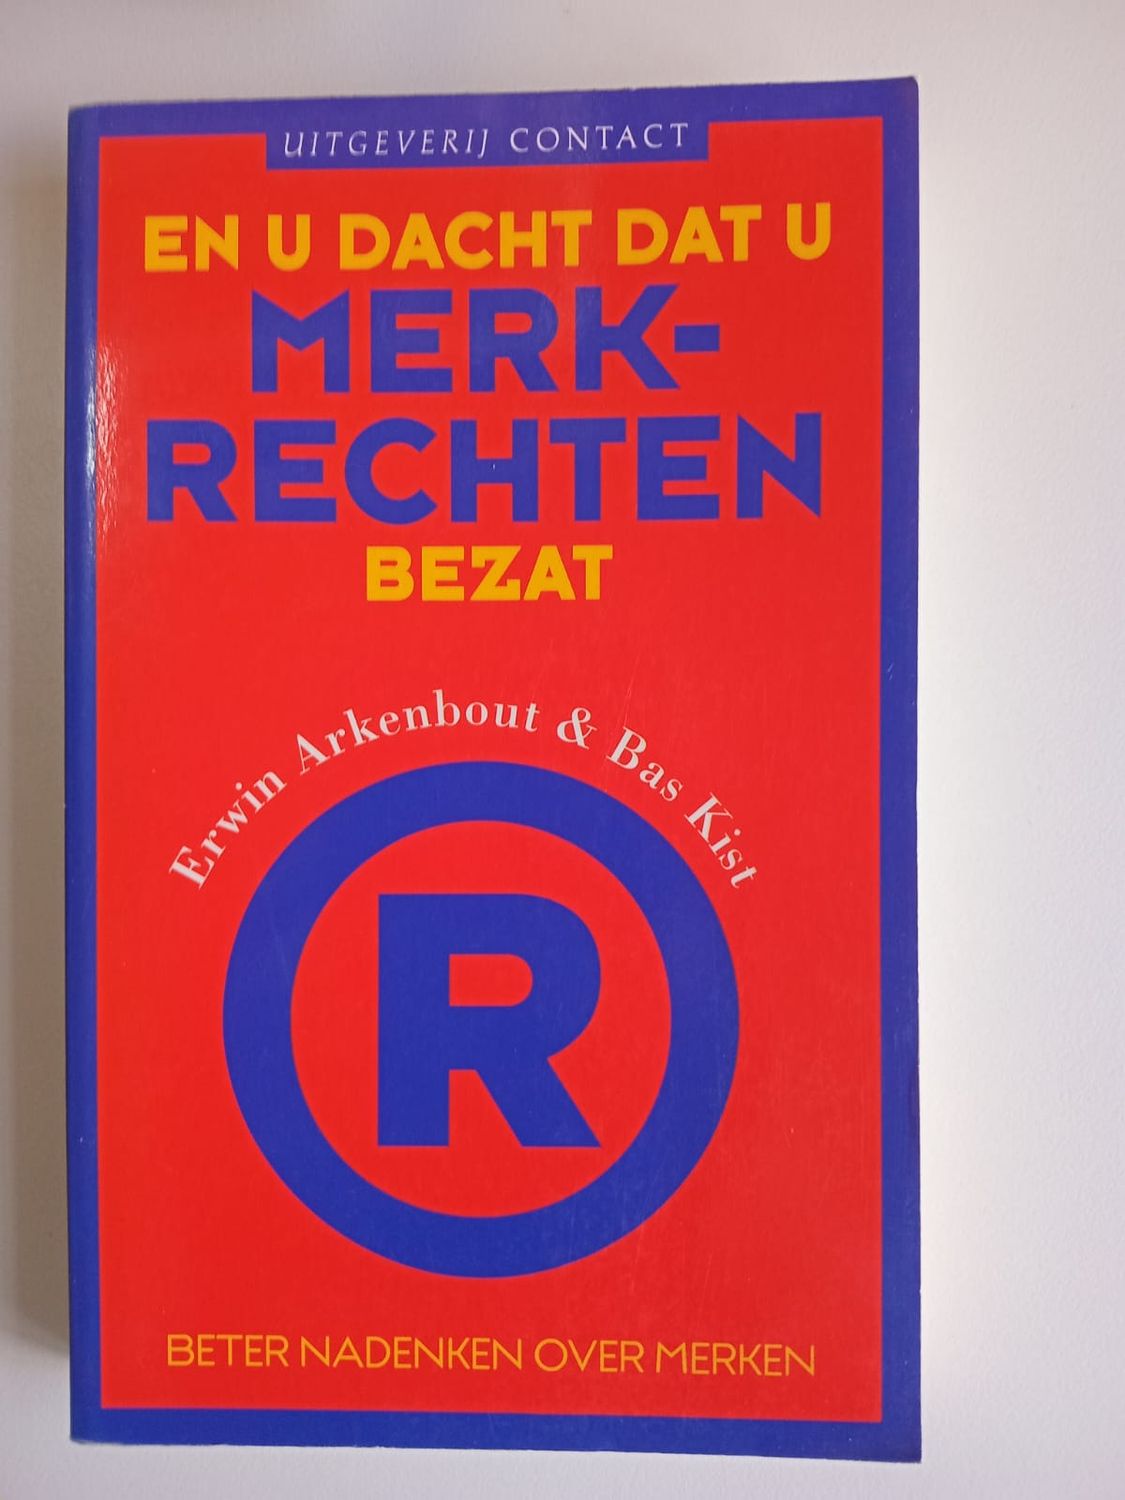 UITGEVERIJ CONTACT
EN U DACHT DAT U
MERK-
RECHTEN
BEZAT
Erwin Arkenbout & Bas Kist
R
BETER NADENKEN OVER MERKEN